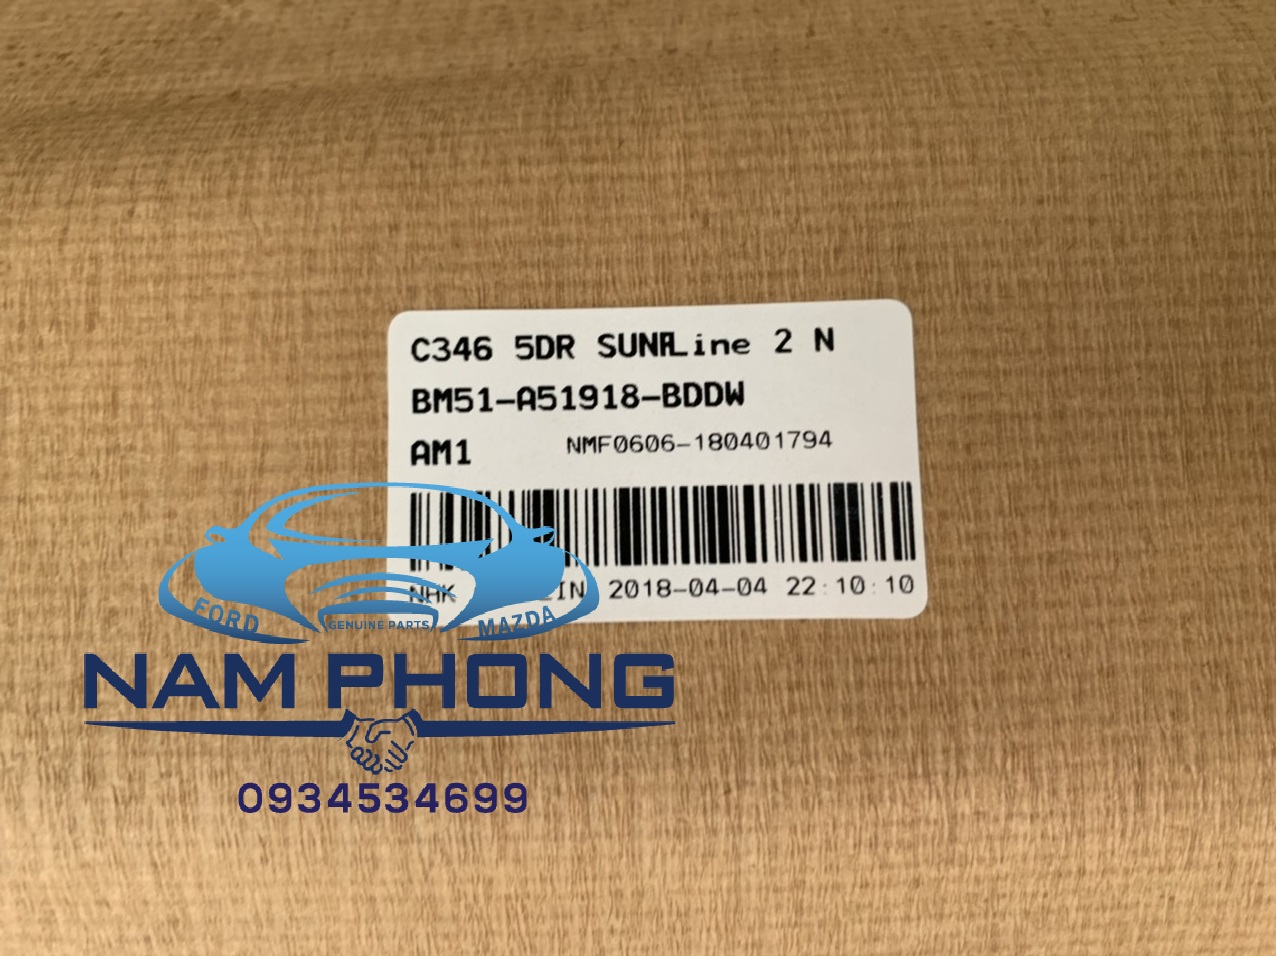 C346 5DR SUNRLine 2 N
BM51-A51918-BDDW
AM1 NMF0606-180401794
2018-04-04 22:10:10
FORD
GENUINE PARTS
MAZDA
NAM PHONG
0934534699